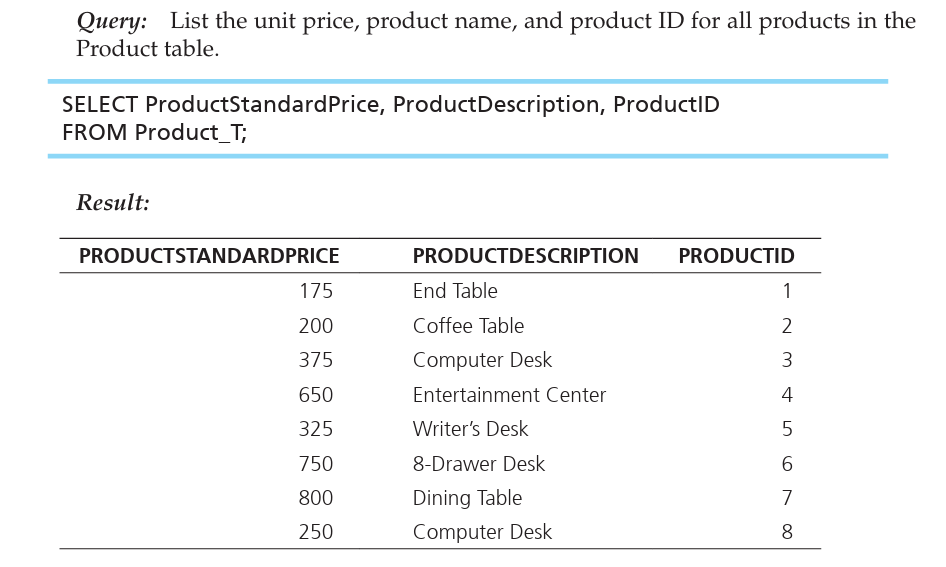 Query: List the unit price, product name, and product ID for all products in the
Product table.
SELECT ProductStandardPrice, ProductDescription, ProductID
FROM Product_T;
Result:
PRODUCTSTANDARDPRICE PRODUCTDESCRIPTION PRODUCTID
175 End Table 1
200 Coffee Table 2
375 Computer Desk 3
650 Entertainment Center 4
325 Writer’s Desk 5
750 8-Drawer Desk 6
800 Dining Table 7
250 Computer Desk 8